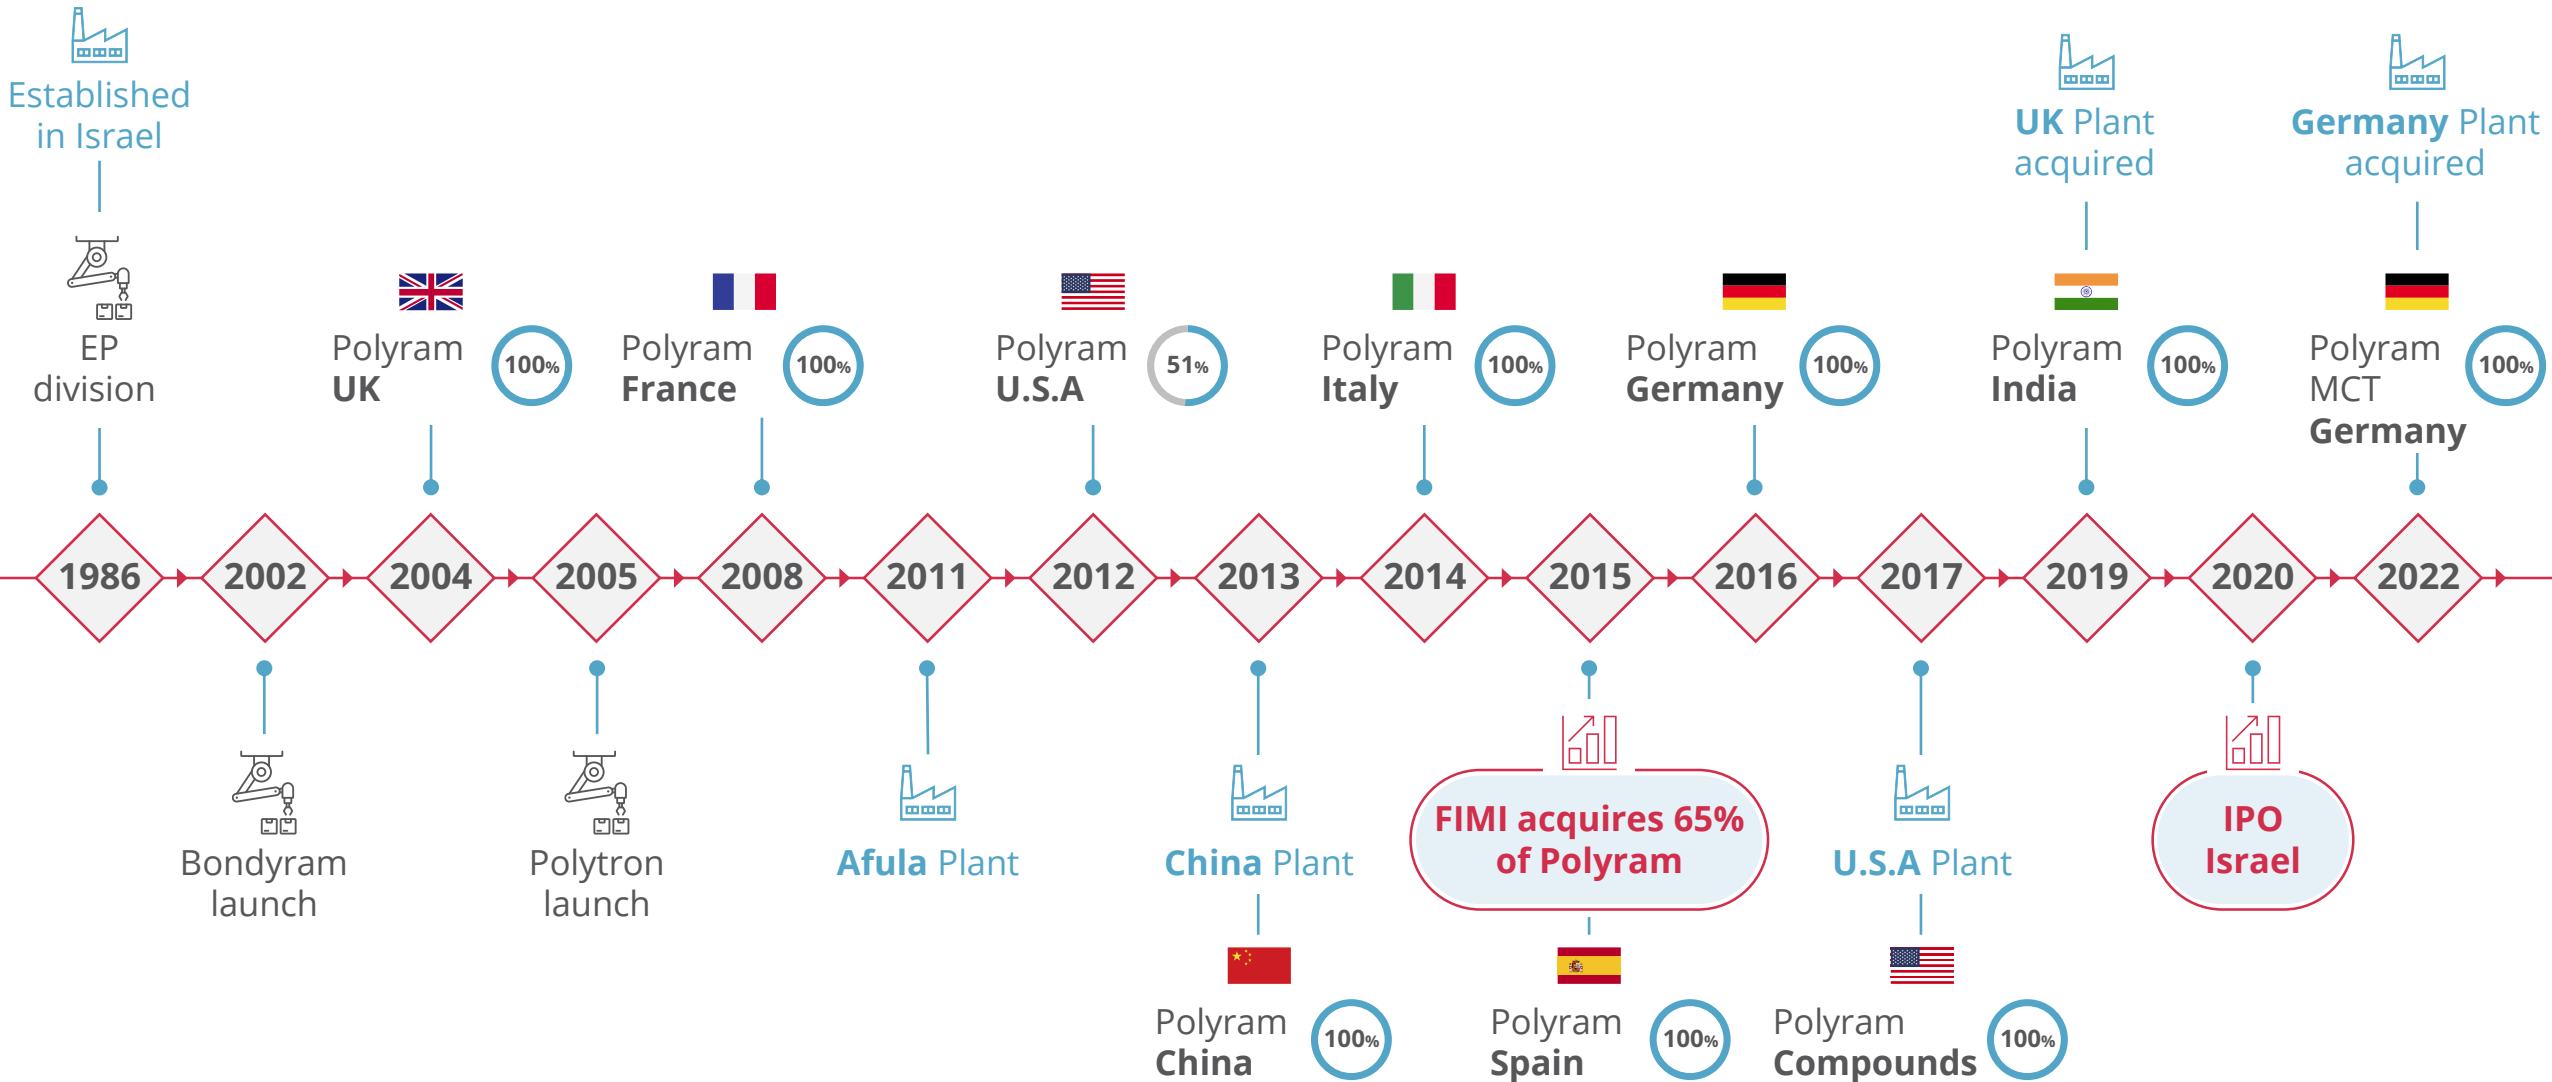 Established
in Israel
EP
division
Polyram
UK
100%
Polyram
France
100%
Polyram
U.S.A
51%
Polyram
Italy
100%
Polyram
Germany
100%
UK Plant
acquired
Polyram
India
100%
Germany Plant
acquired
Polyram
MCT
Germany
100%
1986
2002
2004
2005
2008
2011
2012
2013
2014
2015
2016
2017
2019
2020
2022
Bondyram
launch
Polytron
launch
Afula Plant
China Plant
Polyram
China
100%
FIMI acquires 65%
of Polyram
Polyram
Spain
100%
U.S.A Plant
Polyram
Compounds
100%
IPO
Israel